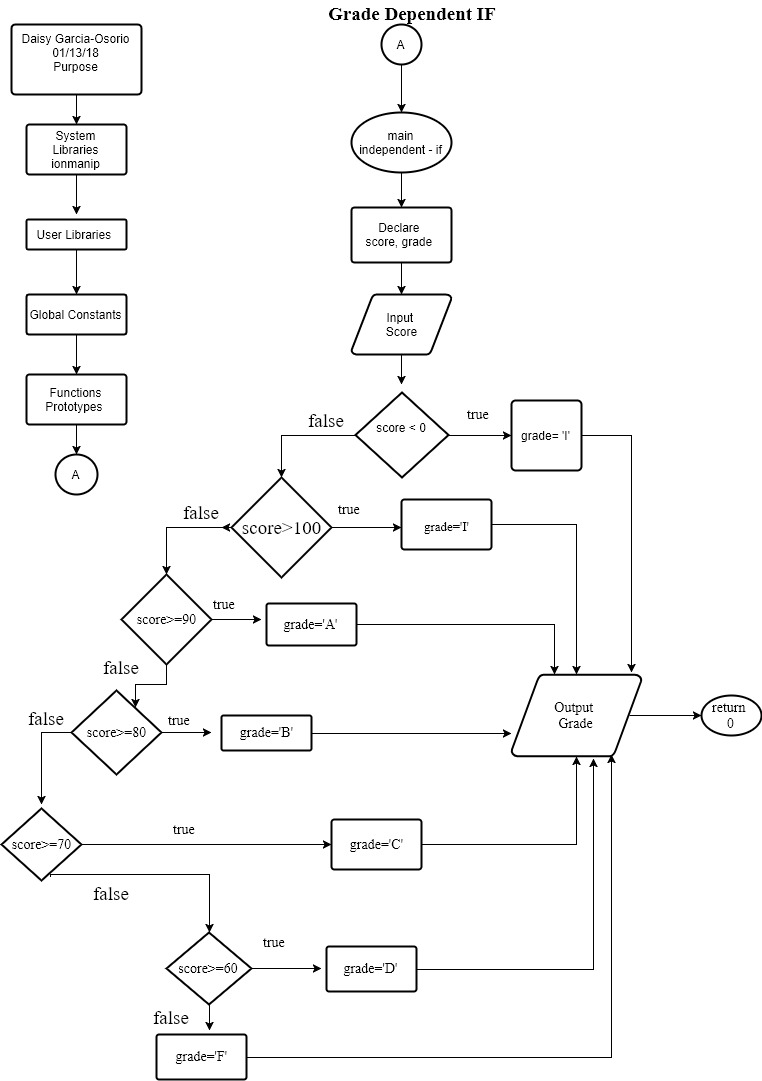 Grade Dependent IF
Daisy Garcia-Osorio
01/13/18
Purpose
System
Libraries
ionmanip
User Libraries
Global Constants
Functions
Prototypes
A
A
main
independent - if
Declare
score, grade
Input
Score
score < 0
true
false
grade= 'I'
score>100
true
false
grade='I'
score>=90
true
false
grade='A'
score>=80
true
false
grade='B'
Output
Grade
return
0
score>=70
true
false
grade='C'
score>=60
true
false
grade='D'
grade='F'